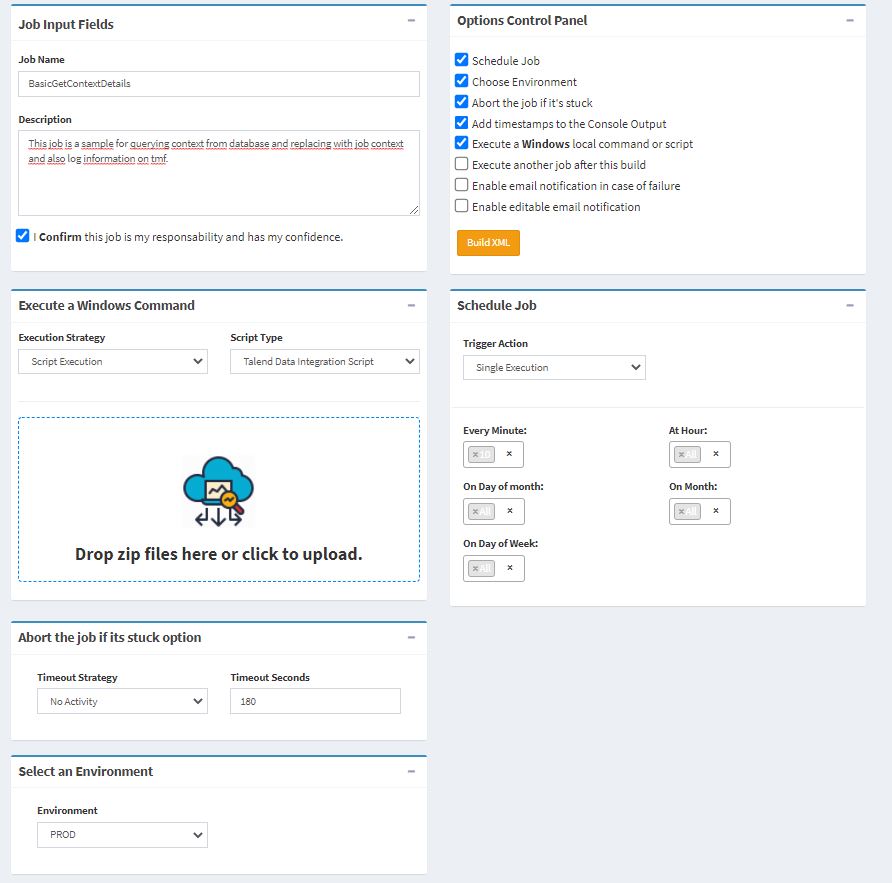 Job Input Fields
Job Name
BasicGetContextDetails
Description
This job is a sample for querying context from database and replacing with job context
and also log information on tmf.
I Confirm this job is my responsability and has my confidence.
Options Control Panel
Schedule Job
Choose Environment
Abort the job if it's stuck
Add timestamps to the Console Output
Execute a Windows local command or script
Execute another job after this build
Enable email notification in case of failure
Enable editable email notification
Build XML
Execute a Windows Command
Execution Strategy
Script Type
Script Execution
Talend Data Integration Script
Drop zip files here or click to upload.
Schedule Job
Trigger Action
Single Execution
Every Minute:
At Hour:
× 10 ×
× All ×
On Day of month:
On Month:
× All ×
× All ×
On Day of Week:
× All ×
Abort the job if its stuck option
Timeout Strategy
Timeout Seconds
No Activity
180
Select an Environment
Environment
PROD